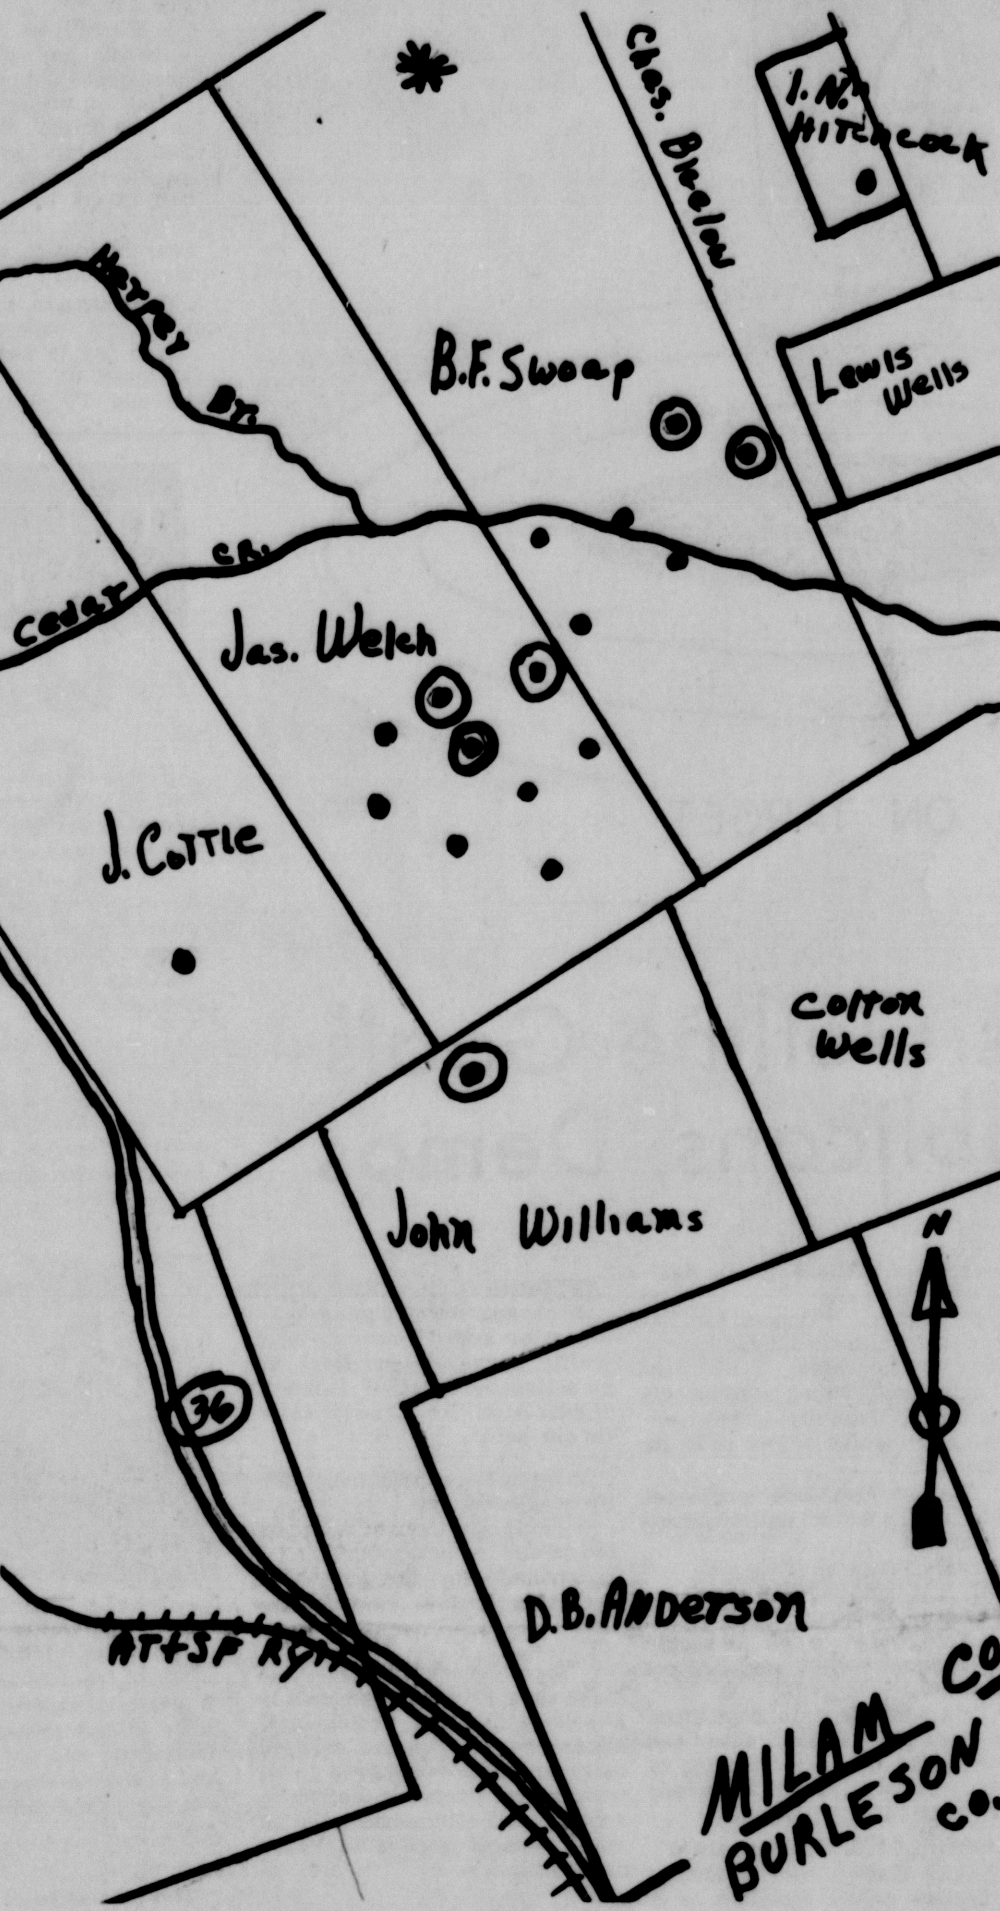 Chas. Bigelow
I. N.
HITCHCOCK
Harper
Br.
B.F. Swoap
Lewis
Wells
Cedar CR.
Jas. Welch
J. COTTLE
Cotton
Wells
John Williams
N
36
D.B. ANDerson
AT+SF RY
MILAM CO
BURLESON
CO.